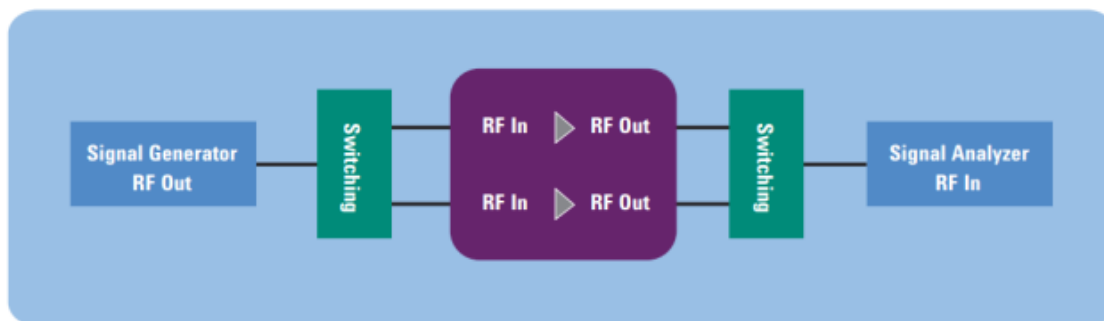 Signal Generator
RF Out
Switching
RF In RF Out
RF In RF Out
Switching
Signal Analyzer
RF In